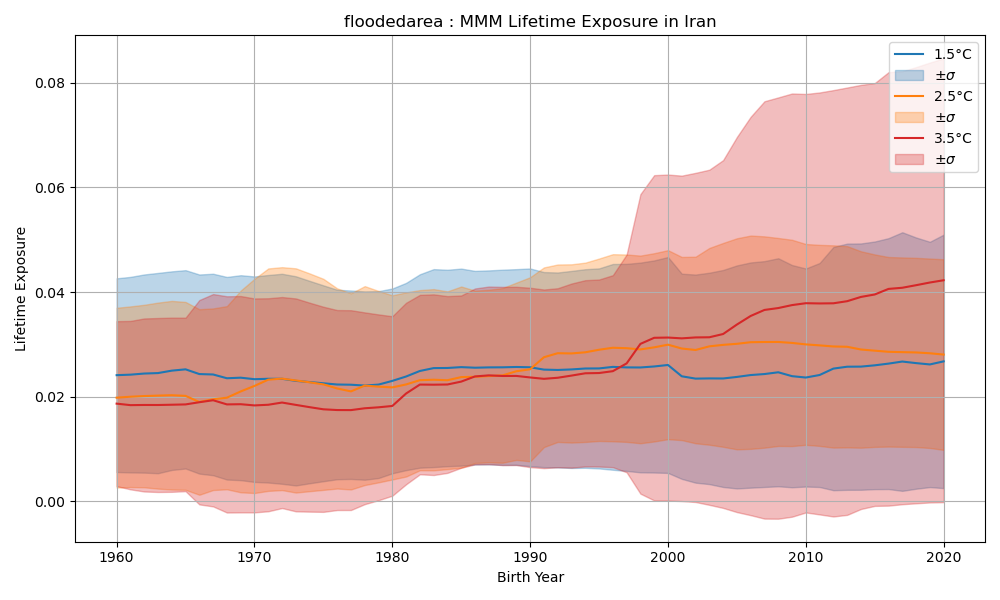 floodedarea : MMM Lifetime Exposure in Iran
Lifetime Exposure
0.08
0.06
0.04
0.02
0.00
1960 1970 1980 1990 2000 2010 2020
Birth Year
1.5°C
±σ
2.5°C
±σ
3.5°C
±σ